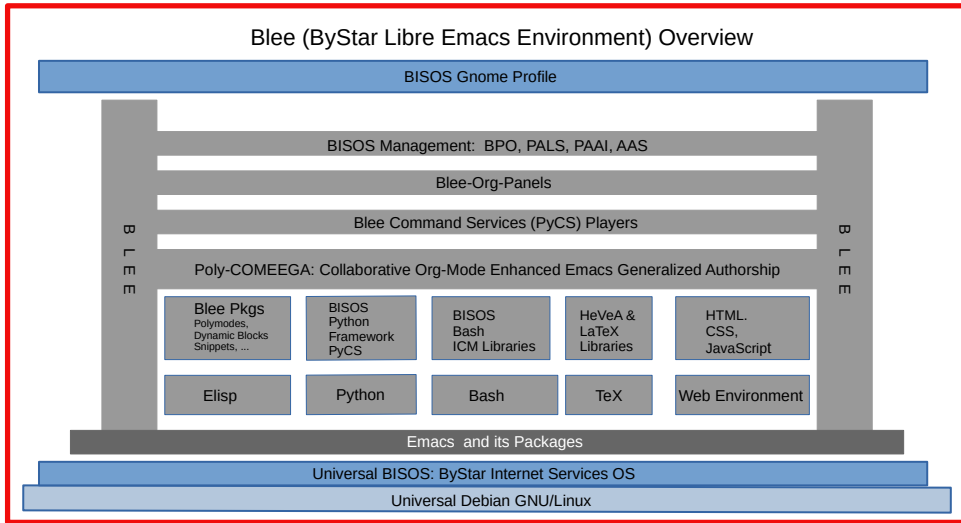 Blee (ByStar Libre Emacs Environment) Overview
BISOS Gnome Profile
BISOS Management: BPO, PALS, PAAI, AAS
Blee-Org-Panels
Blee Command Services (PyCS) Players
B L E E
B L E E
Poly-COMEEGA: Collaborative Org-Mode Enhanced Emacs Generalized Authorship
Blee Pkgs
Polymodes,
Dynamic Blocks
Snippets, ...
BISOS
Python
Framework
PyCS
BISOS
Bash
ICM Libraries
HeVeA &
LaTeX
Libraries
HTML.
CSS,
JavaScript
Elisp
Python
Bash
TeX
Web Environment
Emacs and its Packages
Universal BISOS: ByStar Internet Services OS
Universal Debian GNU/Linux